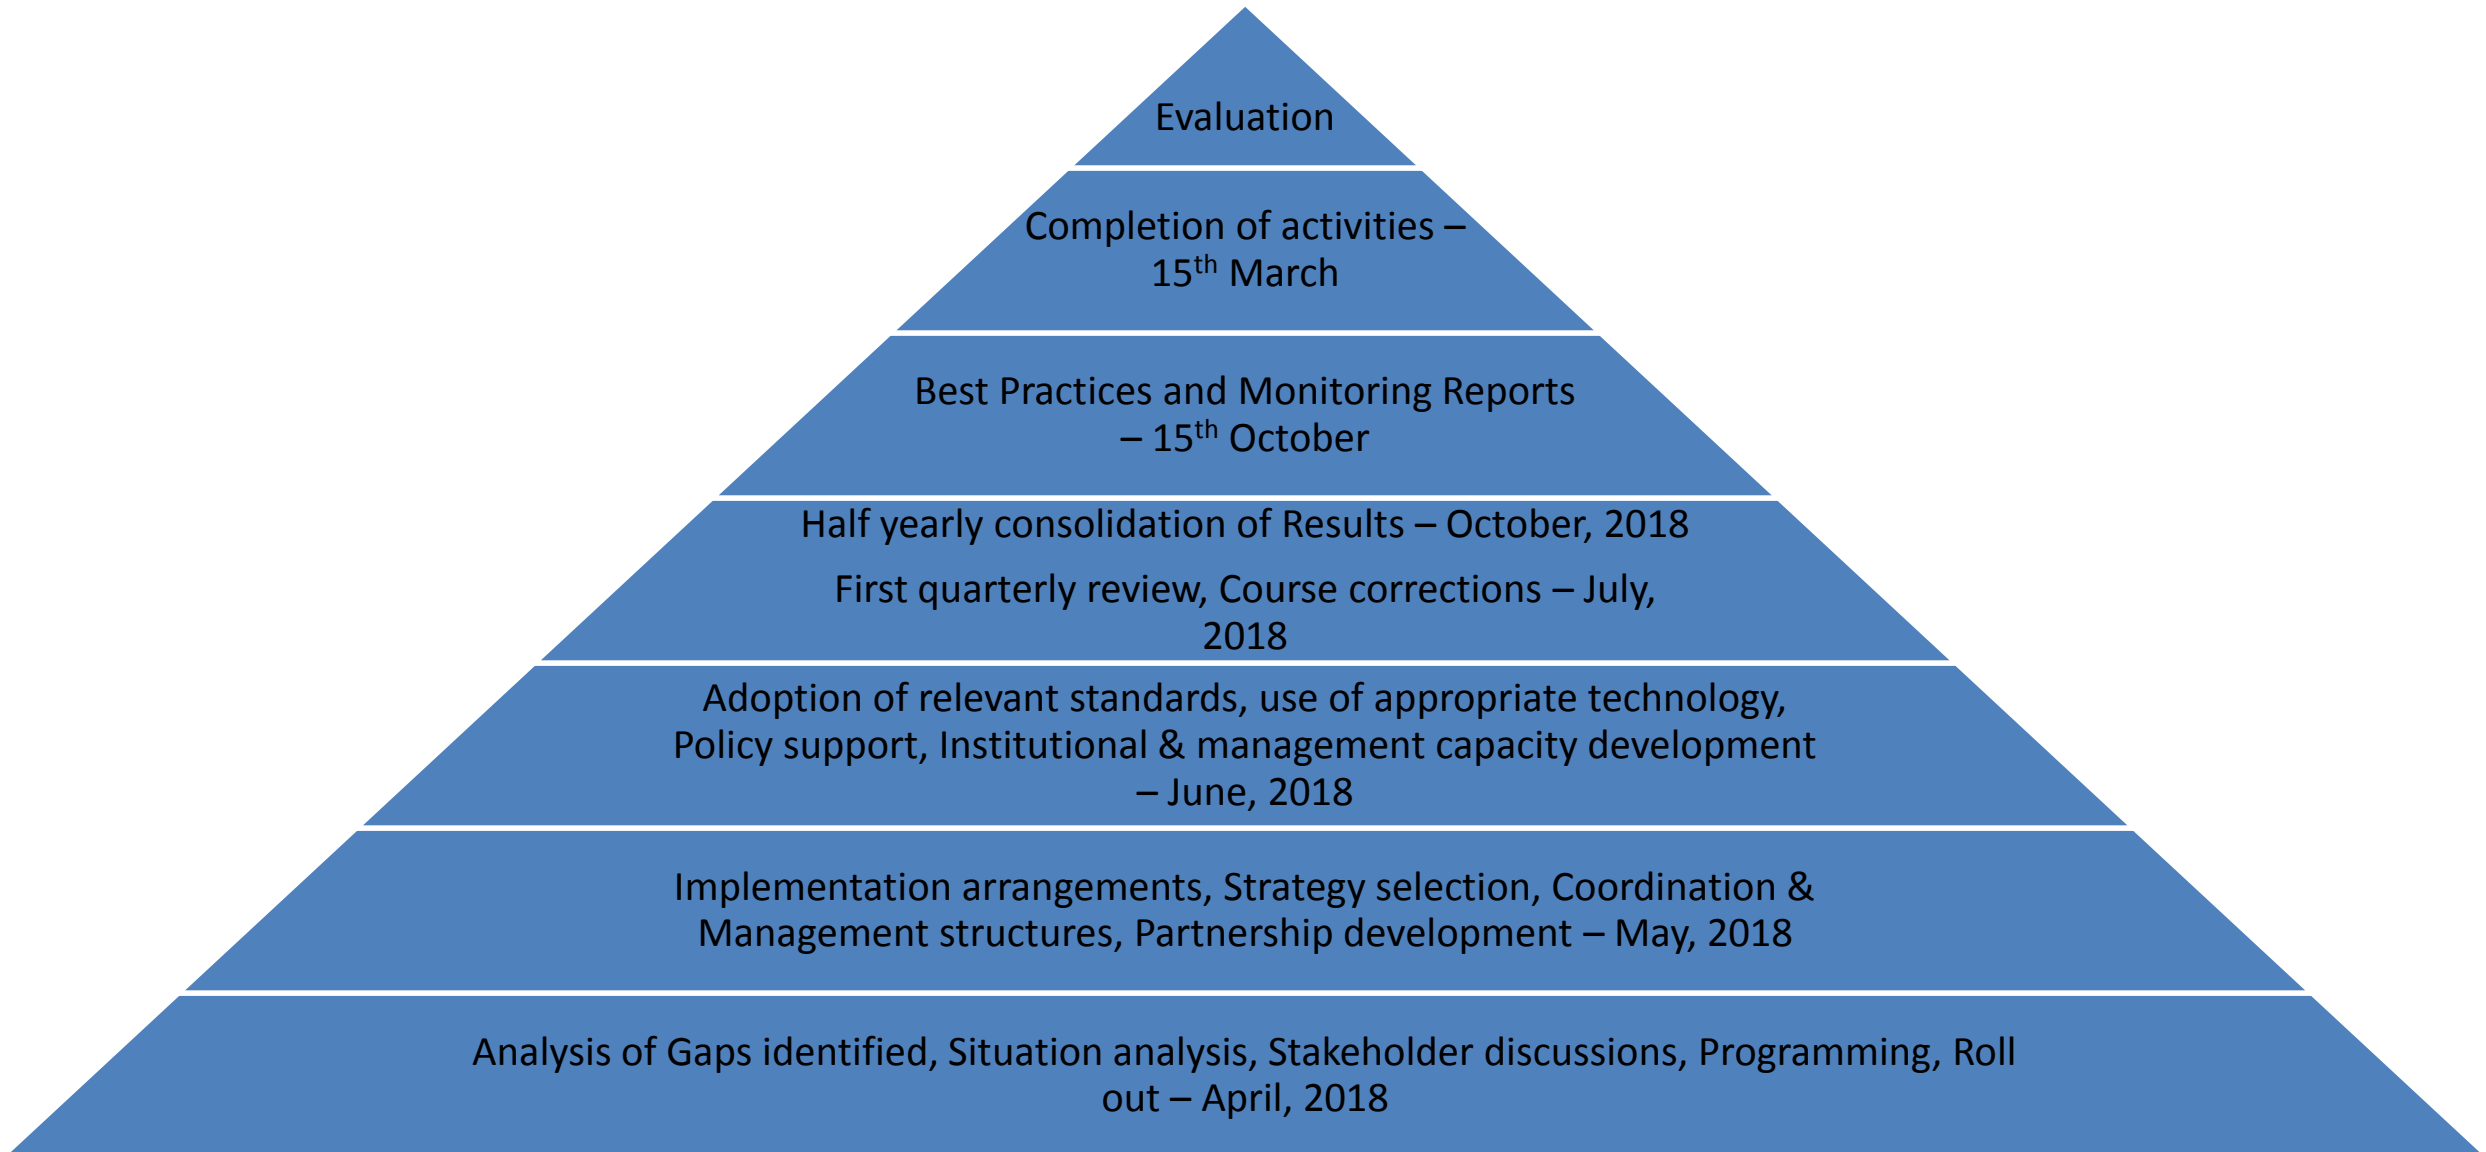 Evaluation
Completion of activities –
15th March
Best Practices and Monitoring Reports
– 15th October
Half yearly consolidation of Results – October, 2018
First quarterly review, Course corrections – July,
2018
Adoption of relevant standards, use of appropriate technology,
Policy support, Institutional & management capacity development
– June, 2018
Implementation arrangements, Strategy selection, Coordination &
Management structures, Partnership development – May, 2018
Analysis of Gaps identified, Situation analysis, Stakeholder discussions, Programming, Roll
out – April, 2018